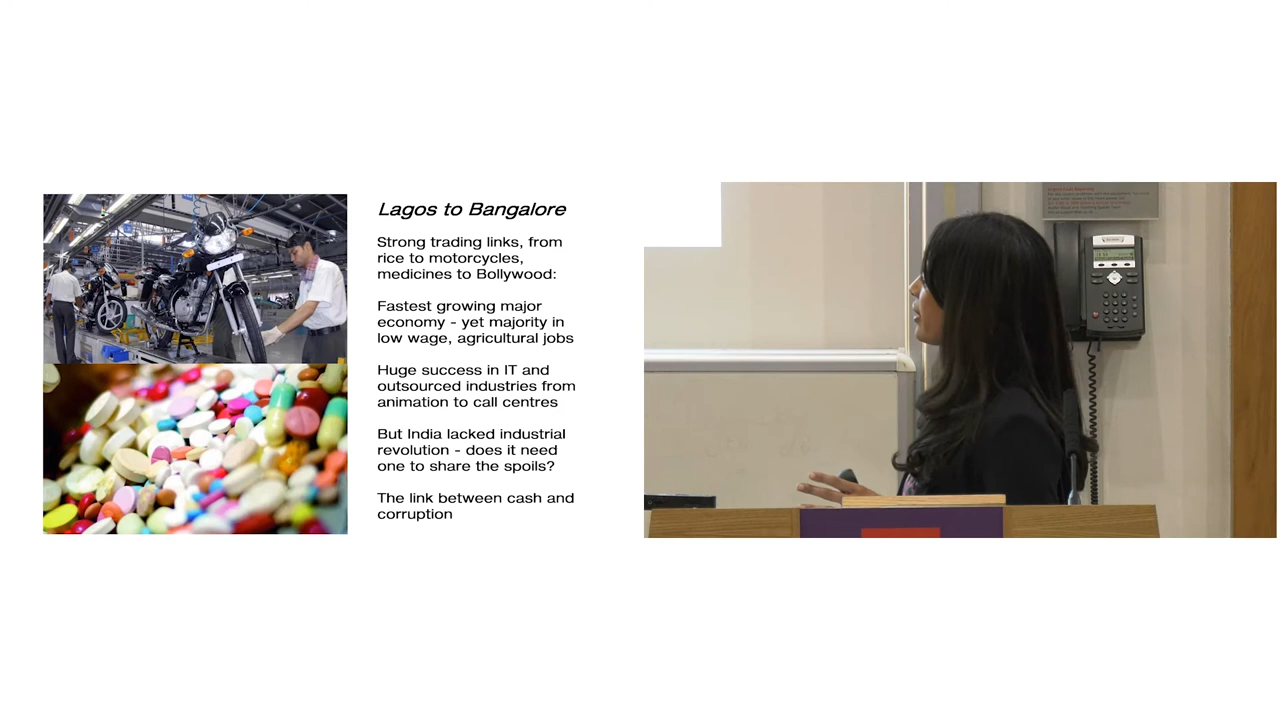 Lagos to Bangalore
Strong trading links, from
rice to motorcycles,
medicines to Bollywood:
Fastest growing major
economy - yet majority in
low wage, agricultural jobs
Huge success in IT and
outsourced industries from
animation to call centres
But India lacked industrial
revolution - does it need
one to share the spoils?
The link between cash and
corruption